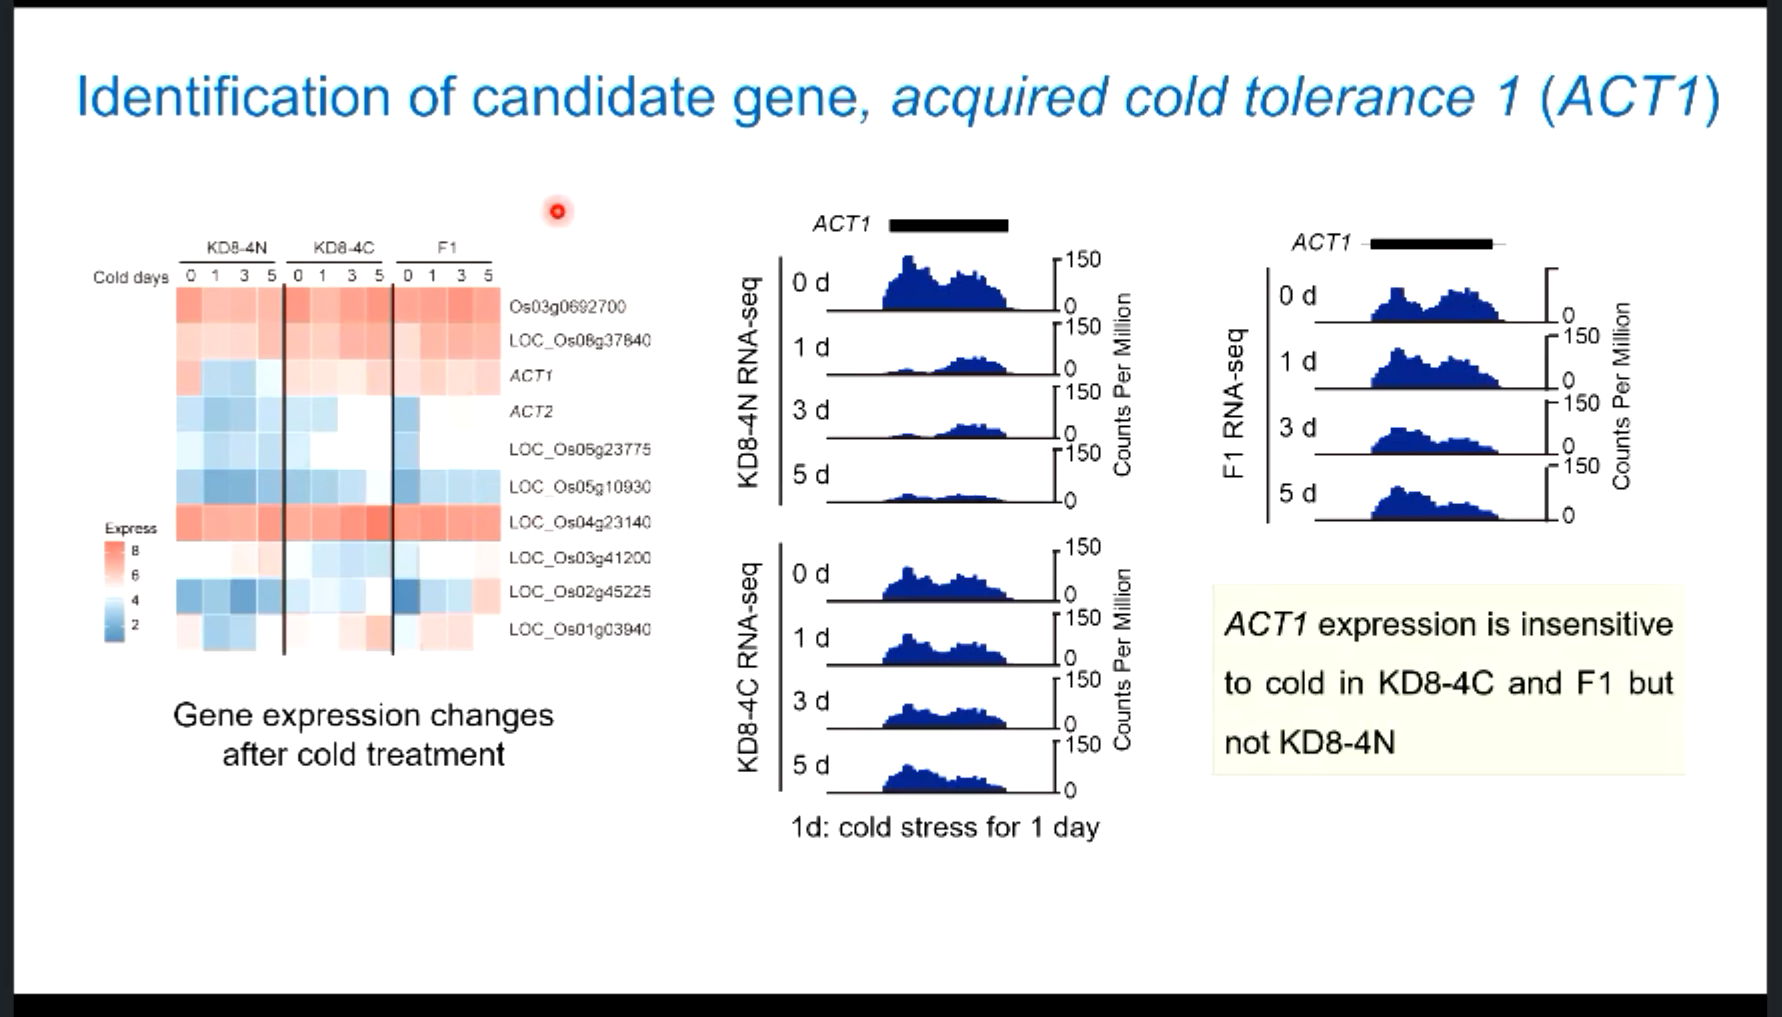 Identification of candidate gene, acquired cold tolerance 1 (ACT1)
KD8-4N KD8-4C F1
Cold days 0 1 3 5 0 1 3 5 0 1 3 5
Os03g0692700
LOC_Os08g37840
ACT1
ACT2
LOC_Os05g23775
LOC_Os05g10930
LOC_Os04g23140
LOC_Os03g41200
LOC_Os02g45225
LOC_Os01g03940
Express
8
6
4
2
Gene expression changes
after cold treatment
ACT1
KD8-4N RNA-seq
0 d
150
0
1 d
150
0
3 d
150
0
5 d
150
0
Counts Per Million
KD8-4C RNA-seq
0 d
150
0
1 d
150
0
3 d
150
0
5 d
150
0
Counts Per Million
1d: cold stress for 1 day
ACT1
F1 RNA-seq
0 d
0
1 d
150
0
3 d
150
0
5 d
150
0
Counts Per Million
ACT1 expression is insensitive
to cold in KD8-4C and F1 but
not KD8-4N